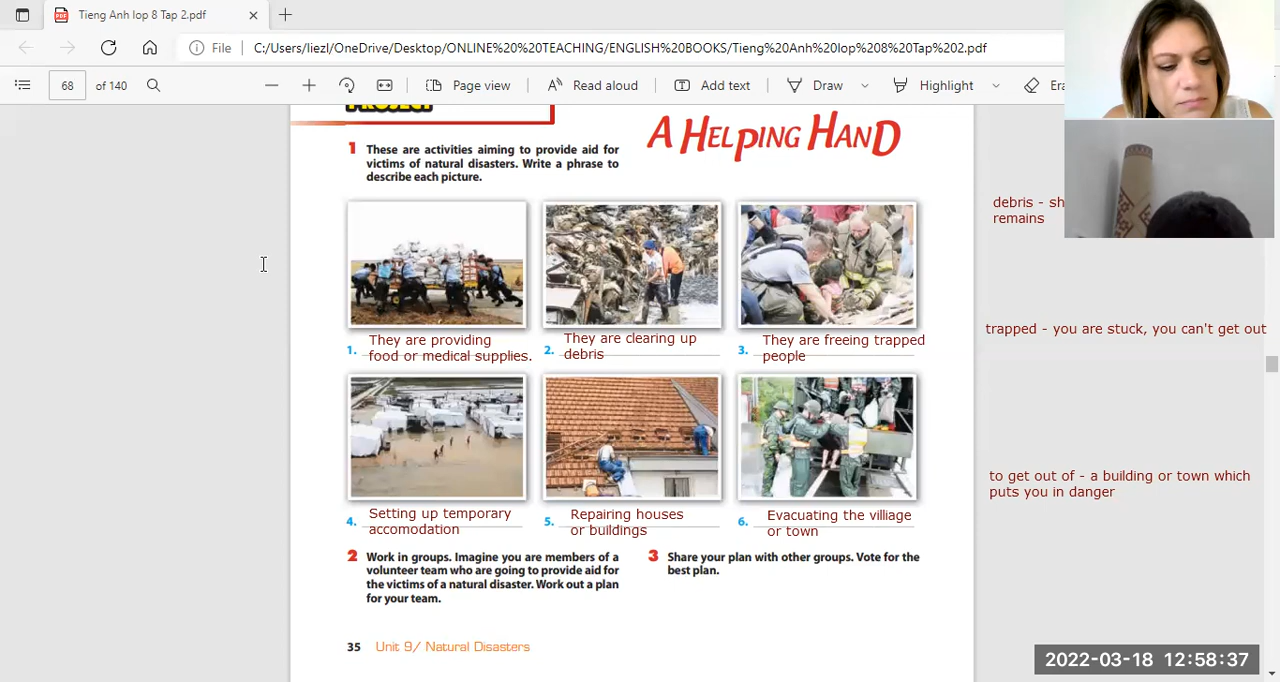 Tieng Anh lop 8 Tap 2.pdf
File
C:/Users/liezl/OneDrive/Desktop/ONLINE%20%20TEACHING/ENGLISH%20BOOKS/Tieng%20Anh%20lop%208%20Tap%202.pdf
68
of 140
Page view
Read aloud
Add text
Draw
Highlight
PROJECT
A HELPING HAND
1 These are activities aiming to provide aid for
victims of natural disasters. Write a phrase to
describe each picture.
debris -
remains
1. They are providing
food or medical supplies.
2. They are clearing up
debris
3. They are freeing trapped
people
trapped - you are stuck, you can't get out
4. Setting up temporary
accomodation
5. Repairing houses
or buildings
6. Evacuating the villiage
or town
to get out of - a building or town which
puts you in danger
2 Work in groups. Imagine you are members of a
volunteer team who are going to provide aid for
the victims of a natural disaster. Work out a plan
for your team.
3 Share your plan with other groups. Vote for the
best plan.
35 Unit 9/ Natural Disasters
2022-03-18 12:58:37